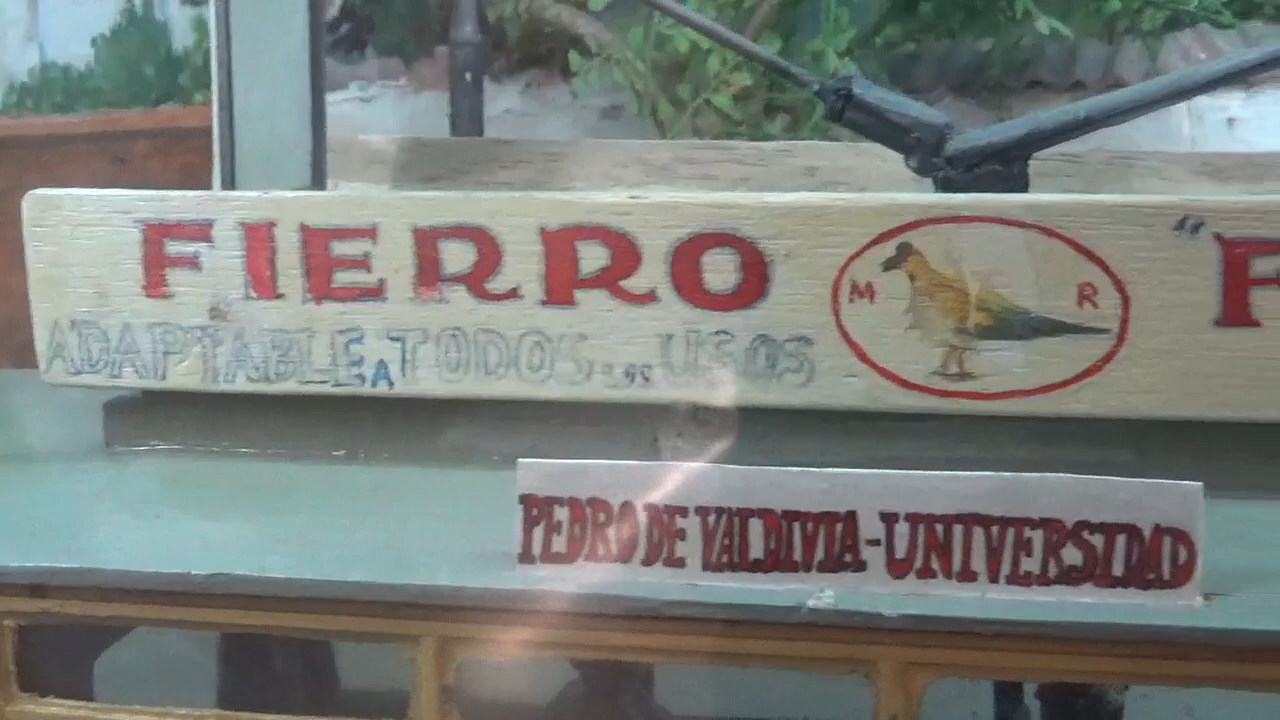 FIERRO M R "F
ADAPTABLE A TODOS USOS
PEDRO DE VALDIVIA-UNIVERSIDAD